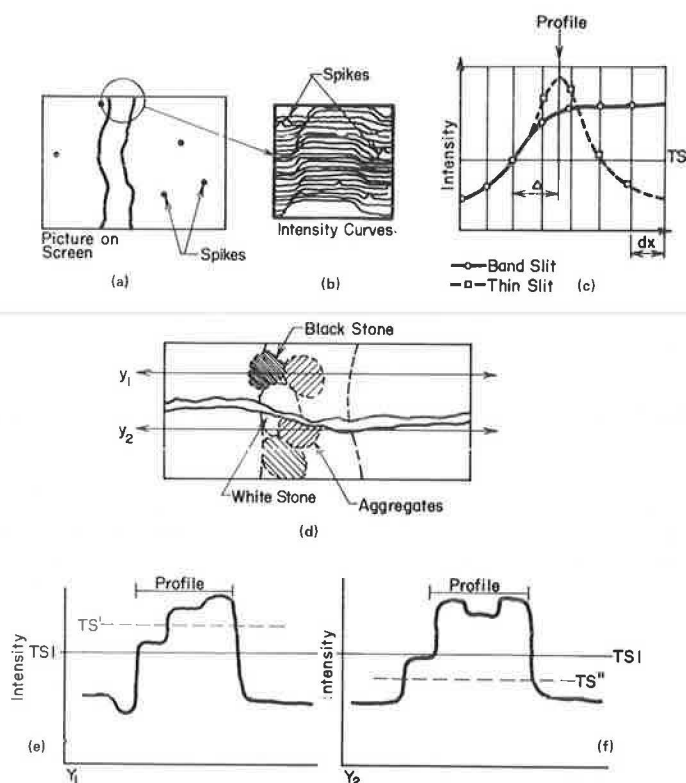 Profile
Spikes
Intensity
TS
Δ
dx
Picture on
Screen
Spikes
Intensity Curves
(a)
(b)
Band Slit
Thin Slit
(c)
Black Stone
y1
y2
White Stone
Aggregates
(d)
Profile
TS'
TS1
Intensity
(e)
Y1
Profile
Intensity
TS1
TS"
(f)
Y2